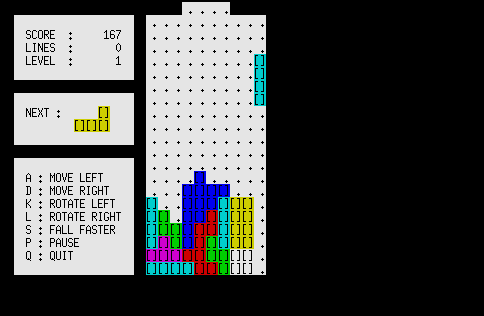 SCORE : 167
LINES : 0
LEVEL : 1
NEXT :
A : MOVE LEFT
D : MOVE RIGHT
K : ROTATE LEFT
L : ROTATE RIGHT
S : FALL FASTER
P : PAUSE
Q : QUIT